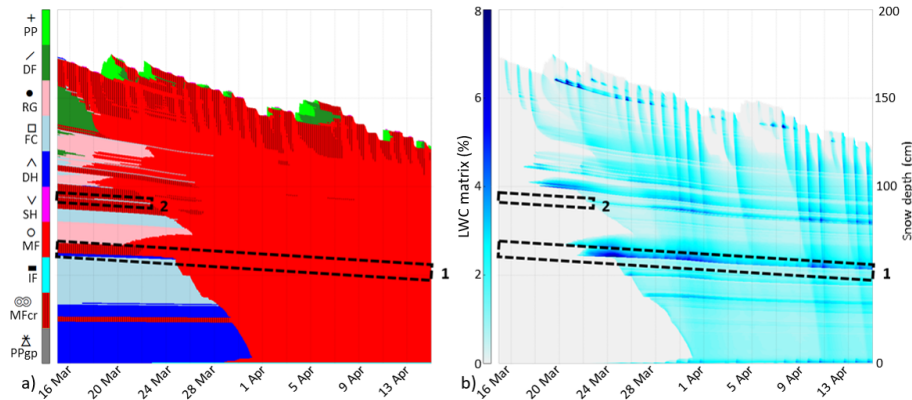 +
PP
DF
RG
FC
DH
SH
MF
IF
MFcr
PPgp
2
1
a)
16 Mar
20 Mar
24 Mar
28 Mar
1 Apr
5 Apr
9 Apr
13 Apr
LWC matrix (%)
8
6
4
2
0
2
1
b)
16 Mar
20 Mar
24 Mar
28 Mar
1 Apr
5 Apr
9 Apr
13 Apr
200
150
100
50
0
Snow depth (cm)